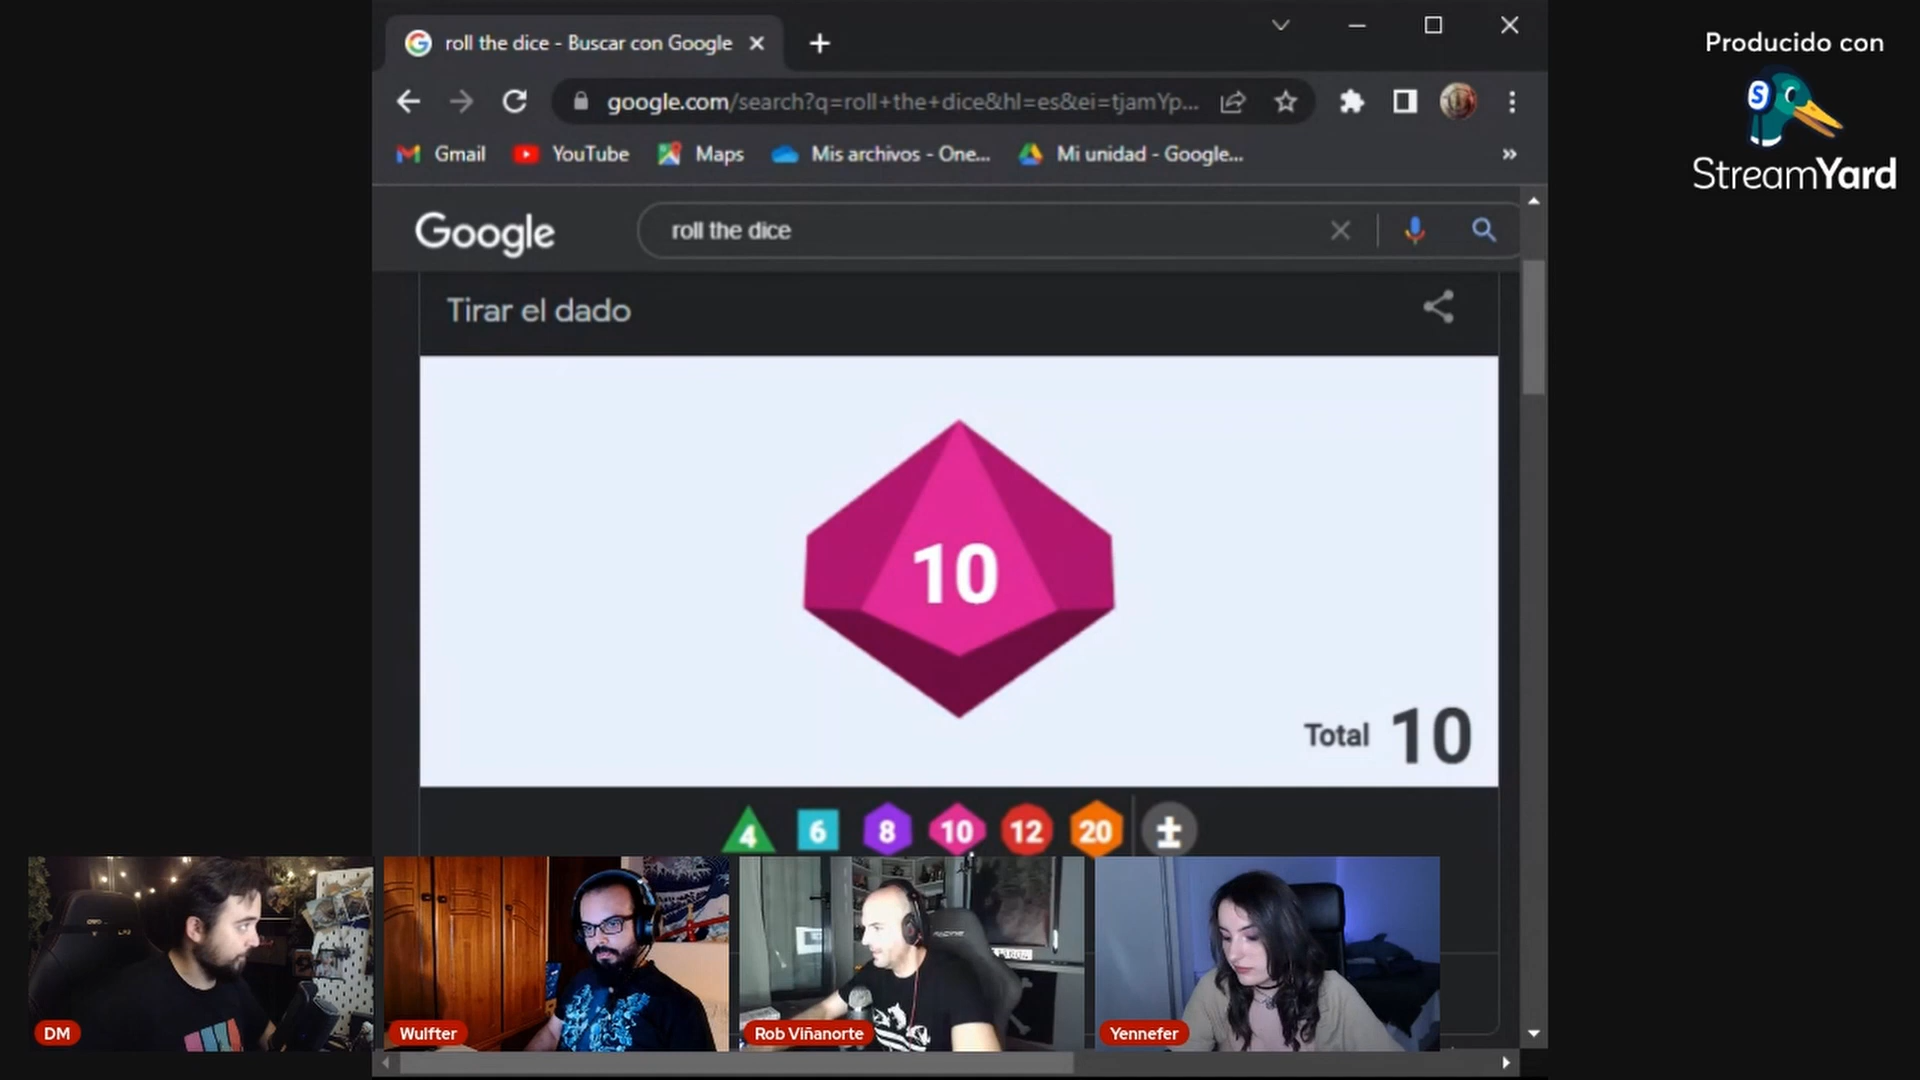 roll the dice - Buscar con Google
Producido con
StreamYard
google.com/search?q=roll+the+dice&hl=es&ei=tjamYp...
Gmail YouTube Maps Mis archivos - One... Mi unidad - Google... »
Google roll the dice
Tirar el dado
10
Total 10
4 6 8 10 12 20 ±
DM
Wulfter
Rob Viñanorte
Yennefer